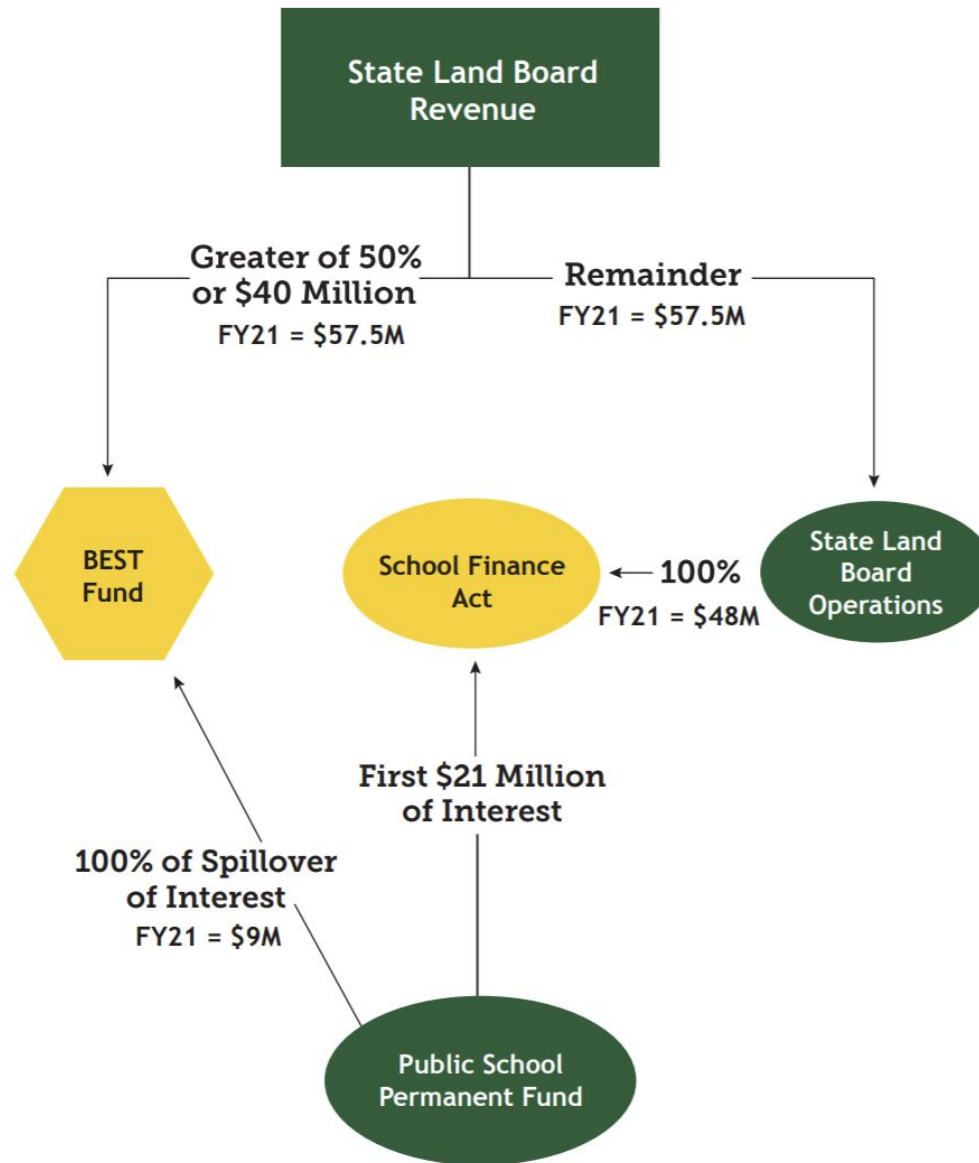 State Land Board
Revenue
Greater of 50%
or $40 Million
FY21 = $57.5M
Remainder
FY21 = $57.5M
BEST
Fund
School Finance
Act
100%
FY21 = $48M
State Land
Board
Operations
First $21 Million
of Interest
100% of Spillover
of Interest
FY21 = $9M
Public School
Permanent Fund